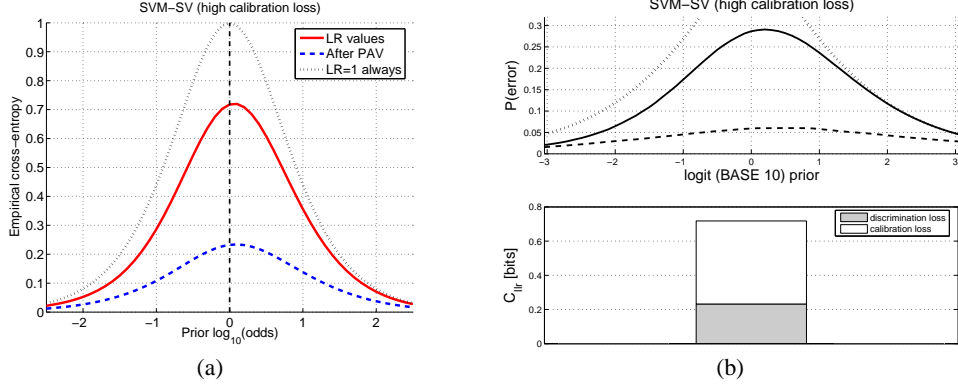 SVM−SV (high calibration loss)
1
0.9
0.8
0.7
0.6
0.5
0.4
0.3
0.2
0.1
0
Empirical cross−entropy
LR values
After PAV
LR=1 always
−2
−1
0
1
2
Prior log10(odds)
(a)
SVM−SV (high calibration loss)
0.3
0.25
0.2
0.15
0.1
0.05
0
P(error)
−3
−2
−1
0
1
2
3
logit (BASE 10) prior
0.8
0.6
0.4
0.2
0
Cllr [bits]
discrimination loss
calibration loss
(b)